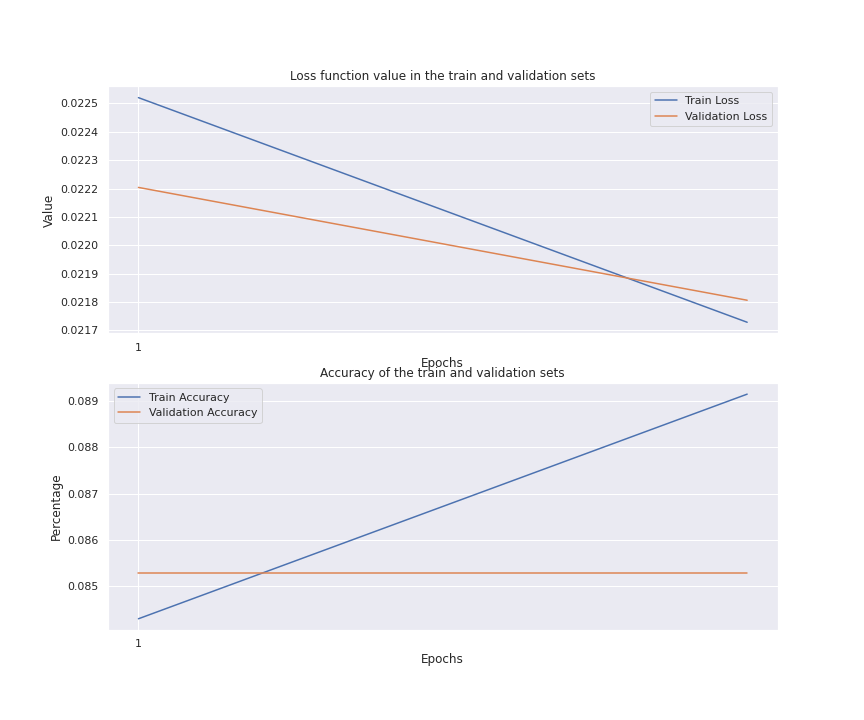 Loss function value in the train and validation sets
0.0225
0.0224
0.0223
0.0222
0.0221
0.0220
0.0219
0.0218
0.0217
Value
Train Loss
Validation Loss
1
Epochs
Accuracy of the train and validation sets
0.089
0.088
0.087
0.086
0.085
Percentage
Train Accuracy
Validation Accuracy
1
Epochs